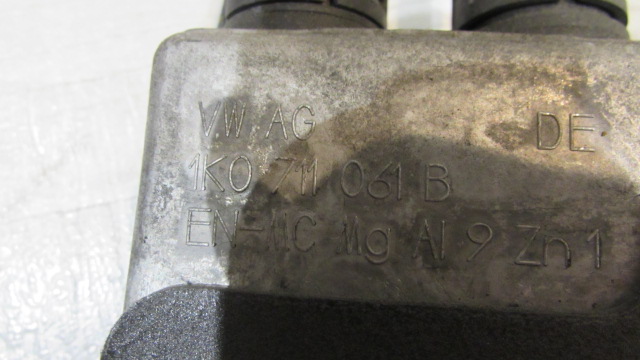 VW AG DE
1K0 711 061 B
EN-MC Mg Al 9 Zn 1